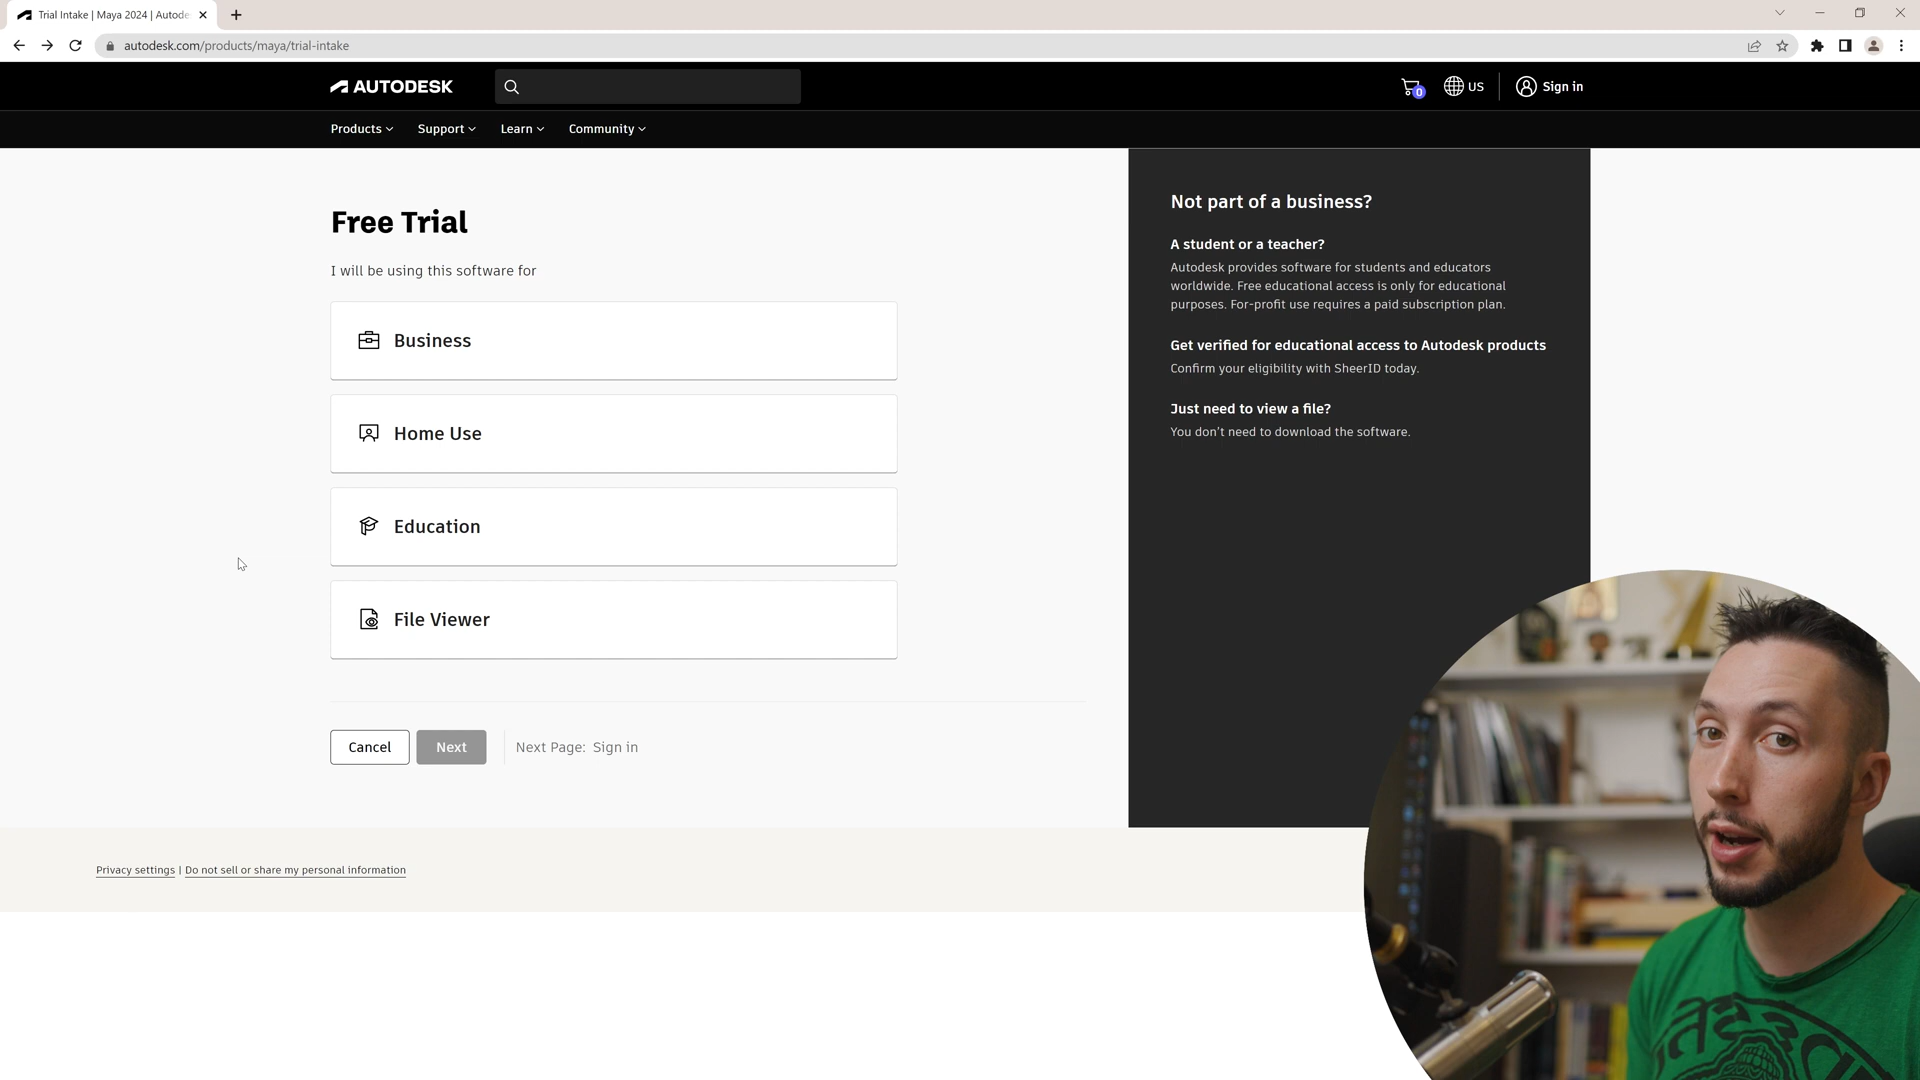 Trial Intake | Maya 2024 | Autode
autodesk.com/products/maya/trial-intake
AUTODESK
0
US
Sign in
Products
Support
Learn
Community
Free Trial
I will be using this software for
Business
Home Use
Education
File Viewer
Cancel
Next
Next Page: Sign in
Not part of a business?
A student or a teacher?
Autodesk provides software for students and educators
worldwide. Free educational access is only for educational
purposes. For-profit use requires a paid subscription plan.
Get verified for educational access to Autodesk products
Confirm your eligibility with SheerID today.
Just need to view a file?
You don't need to download the software.
Privacy settings | Do not sell or share my personal information